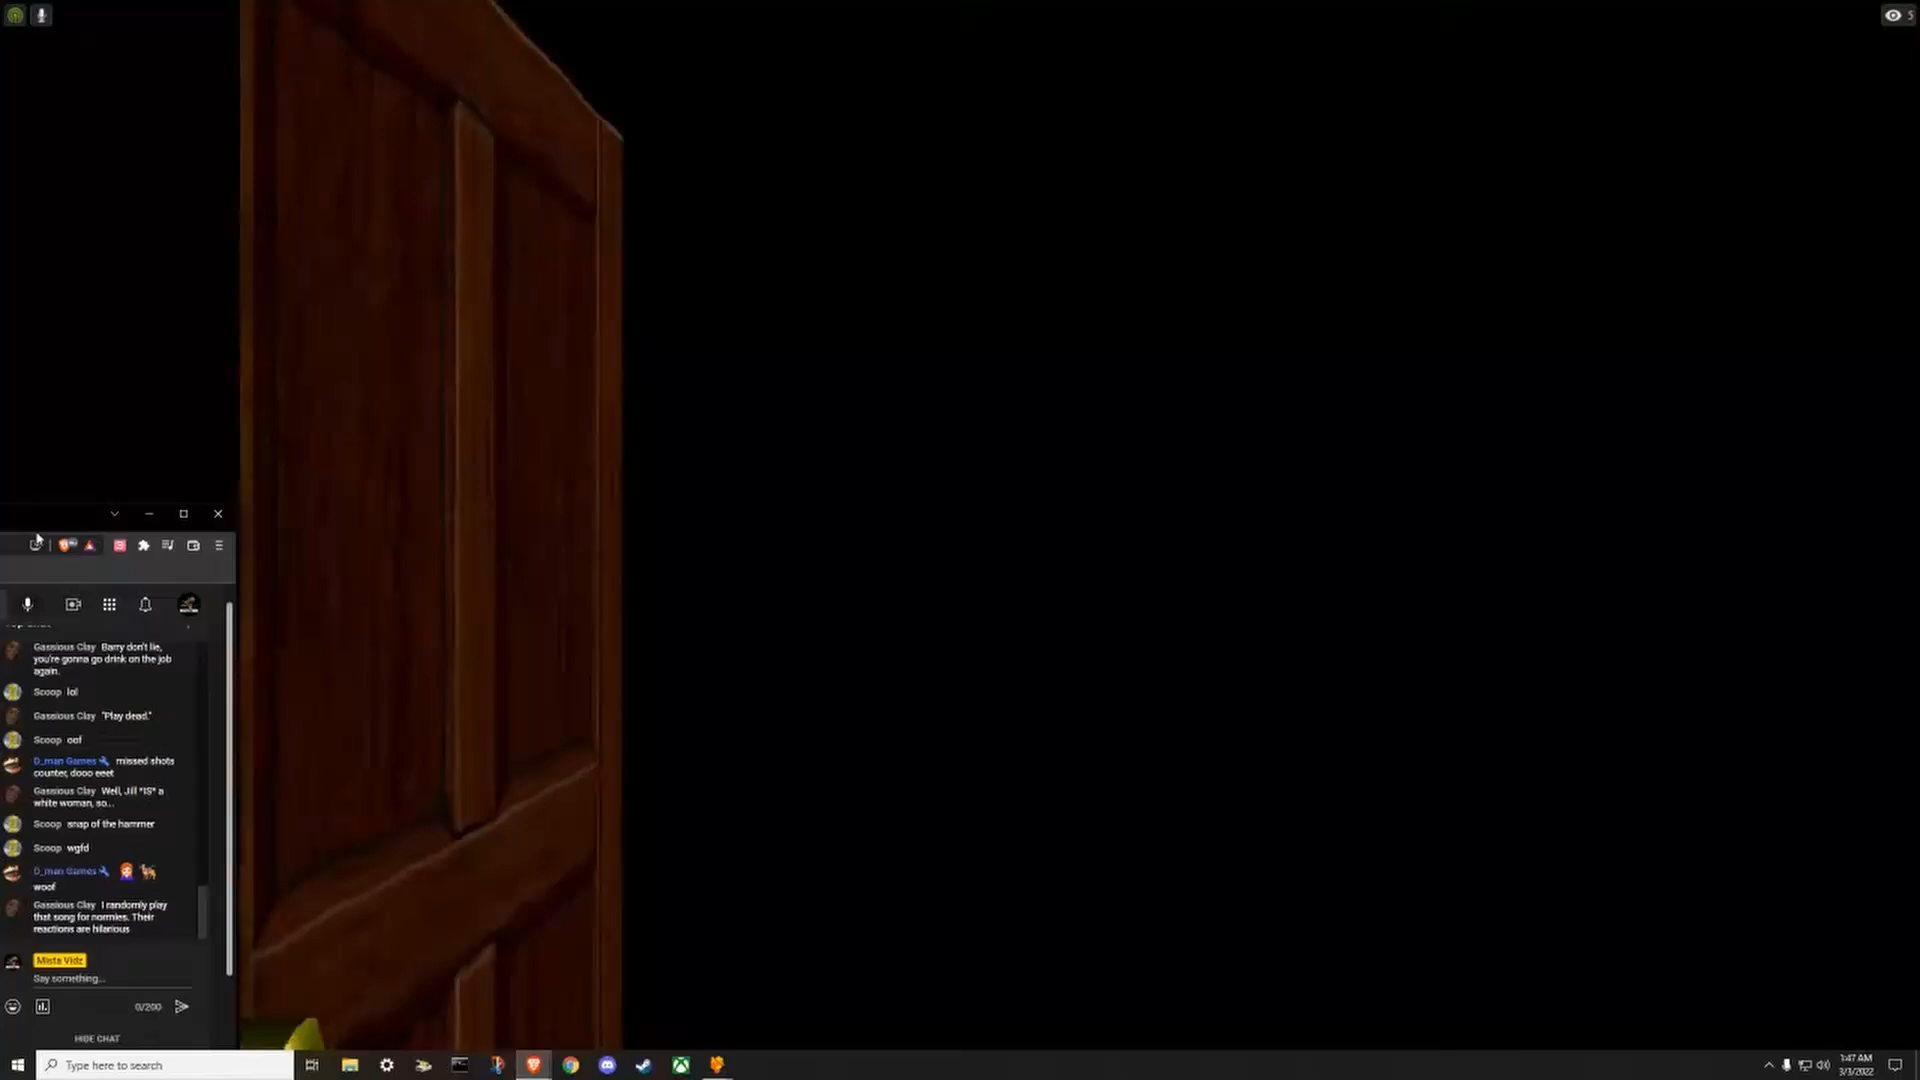 5
Gassious Clay Barry don't lie,
you're gonna go drink on the job
again.
Scoop lol
Gassious Clay "Play dead."
Scoop oof
D_man Games missed shots
counter, dooo eeet
Gassious Clay Well, Jill *IS* a
white woman, so...
Scoop snap of the hammer
Scoop wgfd
D_man Games
woof
Gassious Clay I randomly play
that song for normies. Their
reactions are hilarious
Mista Vidz
Say something...
0/200
HIDE CHAT
Type here to search
1:47 AM
3/3/2022